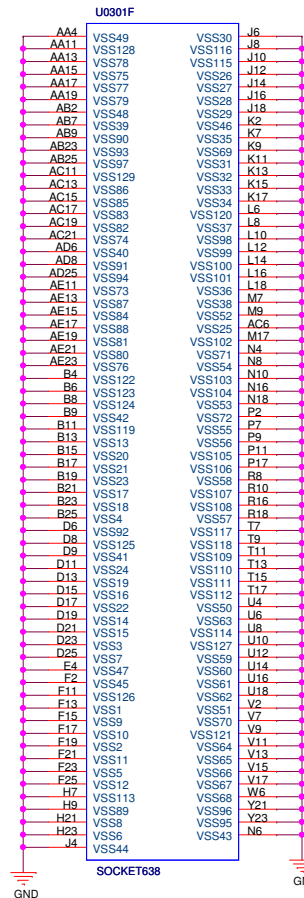 U0301F
AA4 VSS49 VSS30 J6
AA11 VSS128 VSS116 J8
AA13 VSS78 VSS115 J10
AA15 VSS75 VSS26 J12
AA17 VSS77 VSS27 J14
AA19 VSS79 VSS28 J16
AB2 VSS48 VSS29 J18
AB7 VSS39 VSS46 K2
AB9 VSS90 VSS35 K7
AB23 VSS93 VSS69 K9
AB25 VSS97 VSS31 K11
AC11 VSS129 VSS32 K13
AC13 VSS86 VSS33 K15
AC15 VSS85 VSS34 K17
AC17 VSS83 VSS120 L6
AC19 VSS82 VSS37 L8
AC21 VSS74 VSS98 L10
AD6 VSS40 VSS99 L12
AD8 VSS91 VSS100 L14
AD25 VSS94 VSS101 L16
AE11 VSS73 VSS36 L18
AE13 VSS87 VSS38 M7
AE15 VSS84 VSS52 M9
AE17 VSS88 VSS25 AC6
AE19 VSS81 VSS102 M17
AE21 VSS80 VSS71 N4
AE23 VSS76 VSS54 N8
B4 VSS122 VSS103 N10
B6 VSS123 VSS104 N16
B8 VSS124 VSS53 N18
B9 VSS42 VSS72 P2
B11 VSS119 VSS55 P7
B13 VSS13 VSS56 P9
B15 VSS20 VSS105 P11
B17 VSS21 VSS106 P17
B19 VSS23 VSS58 R8
B21 VSS17 VSS107 R10
B23 VSS18 VSS108 R16
B25 VSS4 VSS57 R18
D6 VSS92 VSS117 T7
D8 VSS125 VSS118 T9
D9 VSS41 VSS109 T11
D11 VSS24 VSS110 T13
D13 VSS19 VSS111 T15
D15 VSS16 VSS112 T17
D17 VSS22 VSS50 U4
D19 VSS14 VSS63 U6
D21 VSS15 VSS114 U8
D23 VSS3 VSS127 U10
D25 VSS7 VSS59 U12
E4 VSS47 VSS60 U14
F2 VSS45 VSS61 U16
F11 VSS126 VSS62 U18
F13 VSS1 VSS51 V2
F15 VSS9 VSS70 V7
F17 VSS10 VSS121 V9
F19 VSS2 VSS64 V11
F21 VSS11 VSS65 V13
F23 VSS5 VSS66 V15
F25 VSS12 VSS67 V17
H7 VSS113 VSS68 W6
H9 VSS89 VSS96 Y21
H21 VSS8 VSS95 Y23
H23 VSS6 VSS43 N6
J4 VSS44
SOCKET638
GND